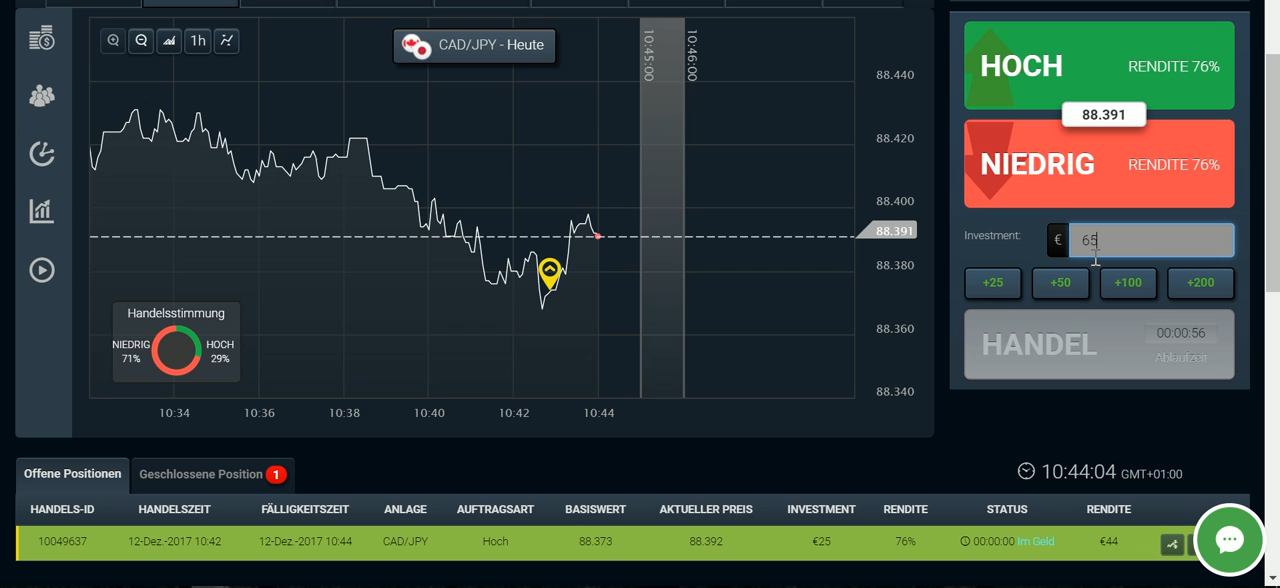 1h
CAD/JPY - Heute
10:45:00
10:46:00
88.440
88.420
88.400
88.391
88.380
88.360
88.340
Handelsstimmung
NIEDRIG
71%
HOCH
29%
10:34
10:36
10:38
10:40
10:42
10:44
HOCH
RENDITE 76%
88.391
NIEDRIG
RENDITE 76%
Investment:
€
65
+25
+50
+100
+200
HANDEL
00:00:56
Ablaufzeit
Offene Positionen
Geschlossene Position 1
10:44:04 GMT+01:00
HANDELS-ID HANDELSZEIT FÄLLIGKEITSZEIT ANLAGE AUFTRAGSART BASISWERT AKTUELLER PREIS INVESTMENT RENDITE STATUS RENDITE
10049637 12-Dez.-2017 10:42 12-Dez.-2017 10:44 CAD/JPY Hoch 88.373 88.392 €25 76% 00:00:00 Im Geld €44